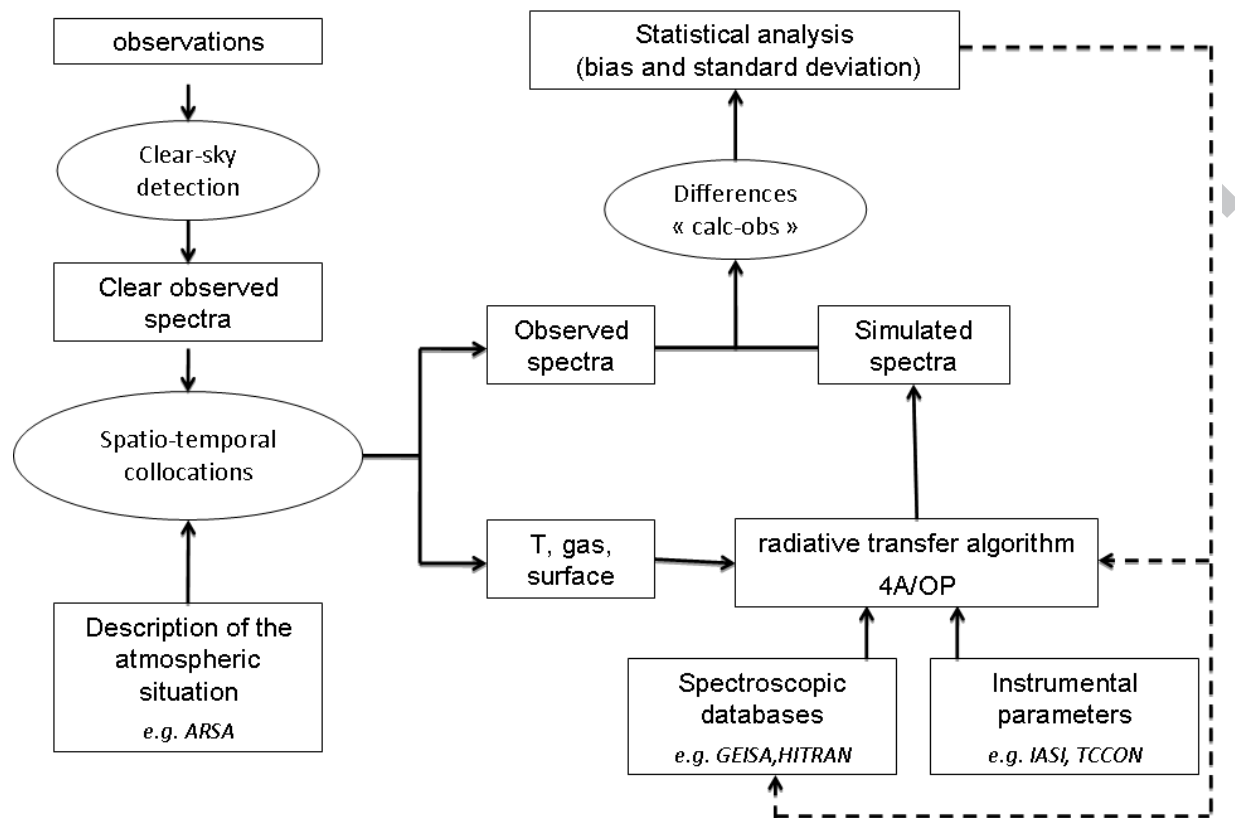 observations
Clear-sky
detection
Clear observed
spectra
Spatio-temporal
collocations
Description of the
atmospheric
situation
e.g. ARSA
Statistical analysis
(bias and standard deviation)
Differences
« calc-obs »
Observed
spectra
Simulated
spectra
T, gas,
surface
radiative transfer algorithm
4A/OP
Spectroscopic
databases
e.g. GEISA,HITRAN
Instrumental
parameters
e.g. IASI, TCCON